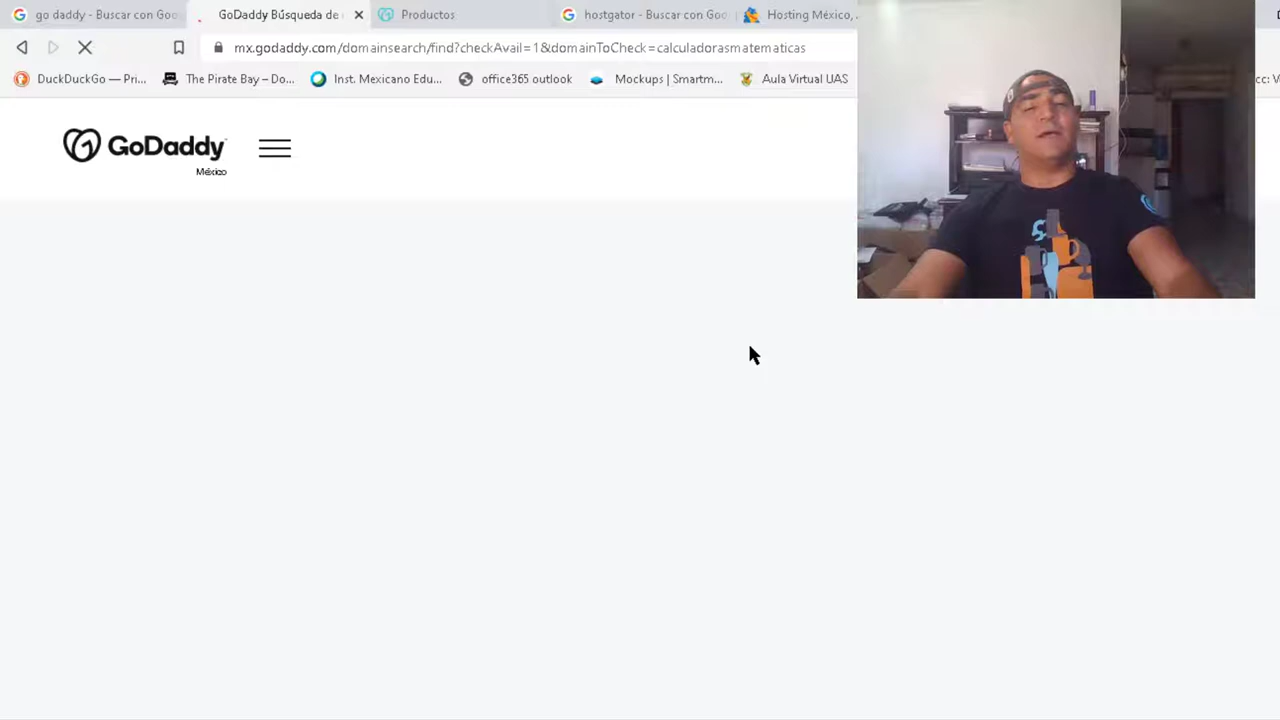 go daddy - Buscar con Goo
GoDaddy Búsqueda de
Productos
hostgator - Buscar con Goo
Hosting México, .
mx.godaddy.com/domainsearch/find?checkAvail=1&domainToCheck=calculadorasmatematicas
DuckDuckGo — Pri...
The Pirate Bay – Do...
Inst. Mexicano Edu...
office365 outlook
Mockups | Smartm...
Aula Virtual UAS
cc: V
GoDaddy
México